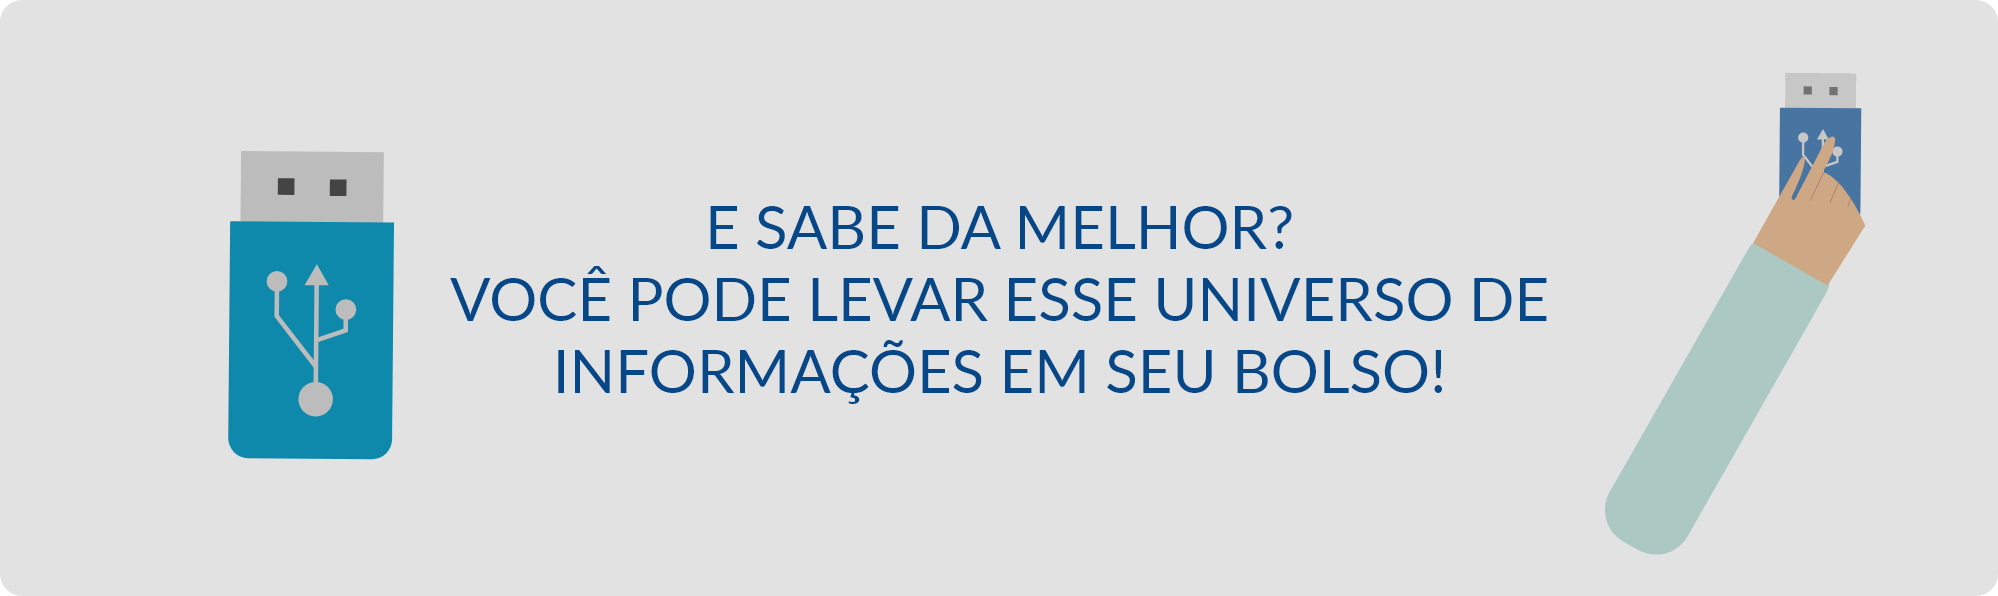 E SABE DA MELHOR?
VOCÊ PODE LEVAR ESSE UNIVERSO DE
INFORMAÇÕES EM SEU BOLSO!